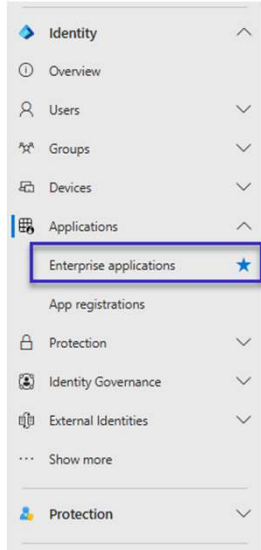 Identity
Overview
Users
Groups
Devices
Applications
Enterprise applications
App registrations
Protection
Identity Governance
External Identities
Show more
Protection